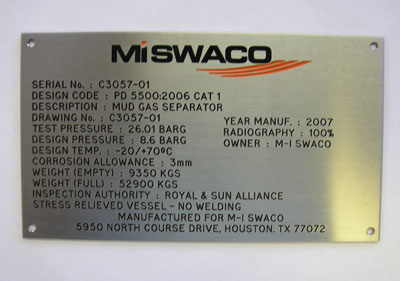 Mi SWACO
SERIAL No. : C3057-01
DESIGN CODE : PD 5500:2006 CAT 1
DESCRIPTION : MUD GAS SEPARATOR
DRAWING No. : C3057-01
YEAR MANUF. : 2007
TEST PRESSURE : 26.01 BARG
RADIOGRAPHY : 100%
DESIGN PRESSURE : 8.6 BARG
OWNER : M-I SWACO
DESIGN TEMP. : -20/+70ºC
CORROSION ALLOWANCE : 3mm
WEIGHT (EMPTY) : 9350 KGS
WEIGHT (FULL) : 52900 KGS
INSPECTION AUTHORITY : ROYAL & SUN ALLIANCE
STRESS RELIEVED VESSEL - NO WELDING
MANUFACTURED FOR M-I SWACO
5950 NORTH COURSE DRIVE, HOUSTON, TX 77072